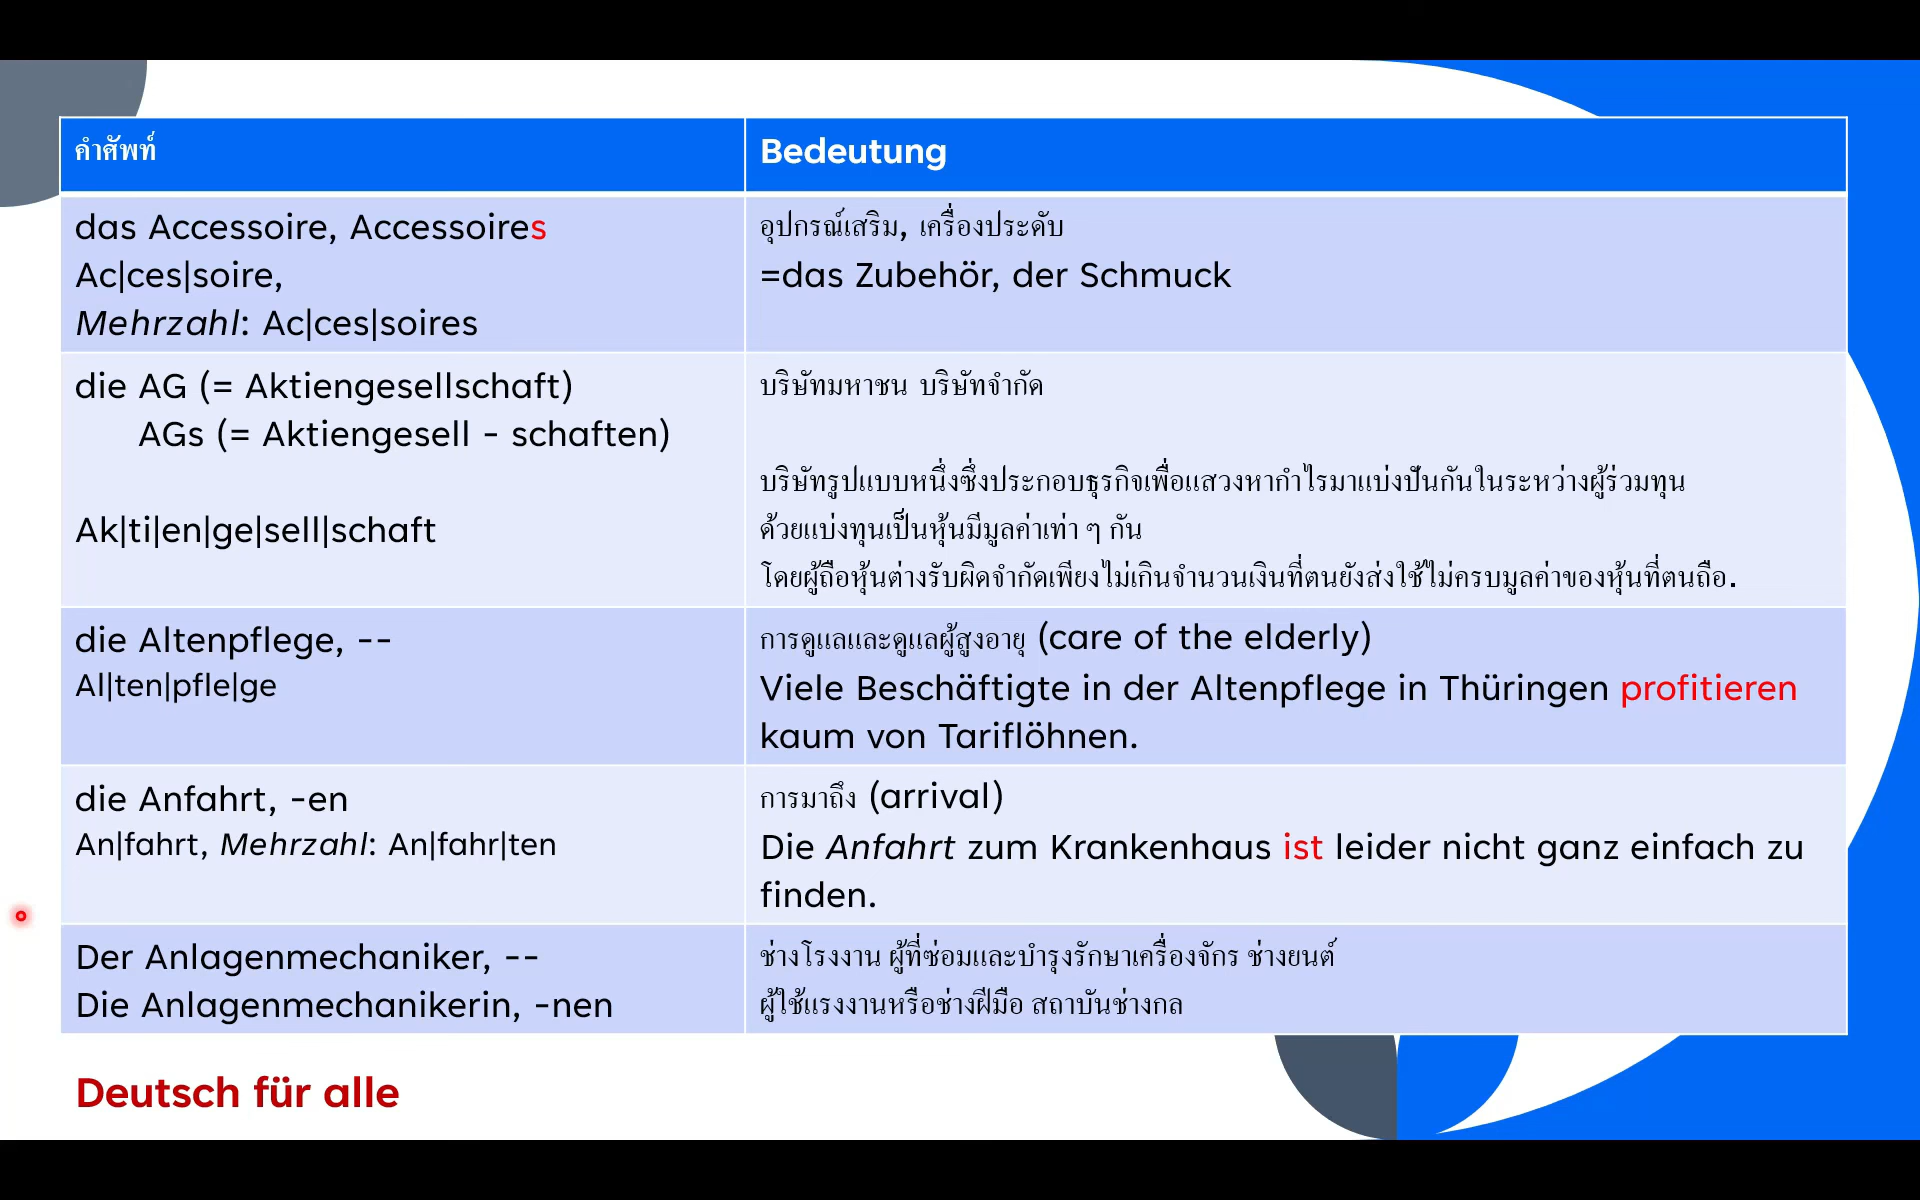 คำศัพท์
Bedeutung
das Accessoire, Accessoires
Ac|ces|soire,
Mehrzahl: Ac|ces|soires
อุปกรณ์เสริม, เครื่องประดับ
=das Zubehör, der Schmuck
die AG (= Aktiengesellschaft)
AGs (= Aktiengesell - schaften)
Ak|ti|en|ge|sell|schaft
บริษัทมหาชน บริษัทจำกัด
บริษัทรูปแบบหนึ่งซึ่งประกอบธุรกิจเพื่อแสวงหากำไรมาแบ่งปันกันในระหว่างผู้ร่วมทุน
ด้วยแบ่งทุนเป็นหุ้นมีมูลค่าเท่า ๆ กัน
โดยผู้ถือหุ้นต่างรับผิดจำกัดเพียงไม่เกินจำนวนเงินที่ตนยังส่งใช้ไม่ครบมูลค่าของหุ้นที่ตนถือ.
die Altenpflege, --
Al|ten|pfle|ge
การดูแลและดูแลผู้สูงอายุ (care of the elderly)
Viele Beschäftigte in der Altenpflege in Thüringen profitieren
kaum von Tariflöhnen.
die Anfahrt, -en
An|fahrt, Mehrzahl: An|fahr|ten
การมาถึง (arrival)
Die Anfahrt zum Krankenhaus ist leider nicht ganz einfach zu
finden.
Der Anlagenmechaniker, --
Die Anlagenmechanikerin, -nen
ช่างโรงงาน ผู้ที่ซ่อมและบำรุงรักษาเครื่องจักร ช่างยนต์
ผู้ใช้แรงงานหรือช่างฝีมือ สถาบันช่างกล
Deutsch für alle